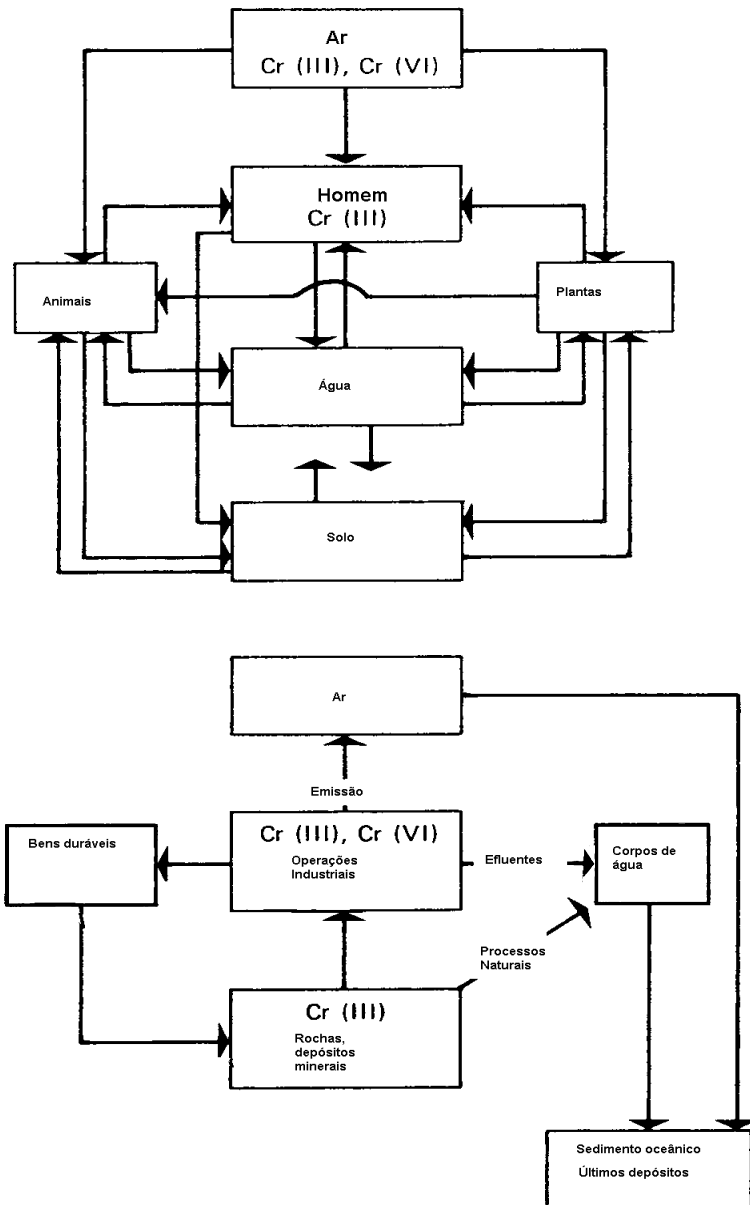 Ar
Cr (III), Cr (VI)
Homem
Cr (III)
Animais
Plantas
Água
Solo
Ar
Emissão
Cr (III), Cr (VI)
Operações
Industriais
Bens duráveis
Efluentes
Corpos de
água
Processos
Naturais
Cr (III)
Rochas,
depósitos
minerais
Sedimento oceânico
Últimos depósitos